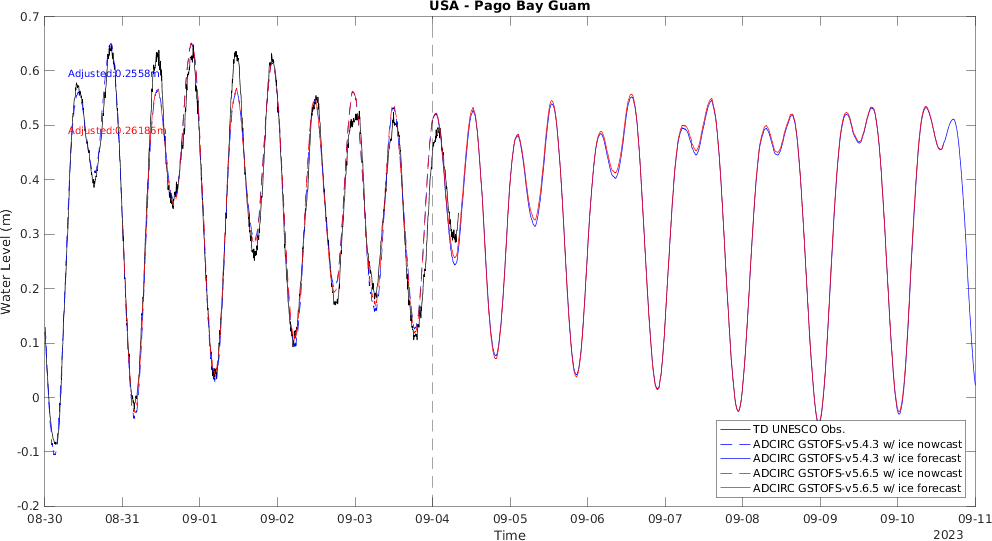 USA - Pago Bay Guam
0.7
0.6
0.5
0.4
0.3
0.2
0.1
0
-0.1
-0.2
Water Level (m)
Adjusted:0.2558m
Adjusted:0.26186m
TD UNESCO Obs.
ADCIRC GSTOFS-v5.4.3 w/ ice nowcast
ADCIRC GSTOFS-v5.4.3 w/ ice forecast
ADCIRC GSTOFS-v5.6.5 w/ ice nowcast
ADCIRC GSTOFS-v5.6.5 w/ ice forecast
08-30 08-31 09-01 09-02 09-03 09-04 09-05 09-06 09-07 09-08 09-09 09-10 09-11
Time
2023